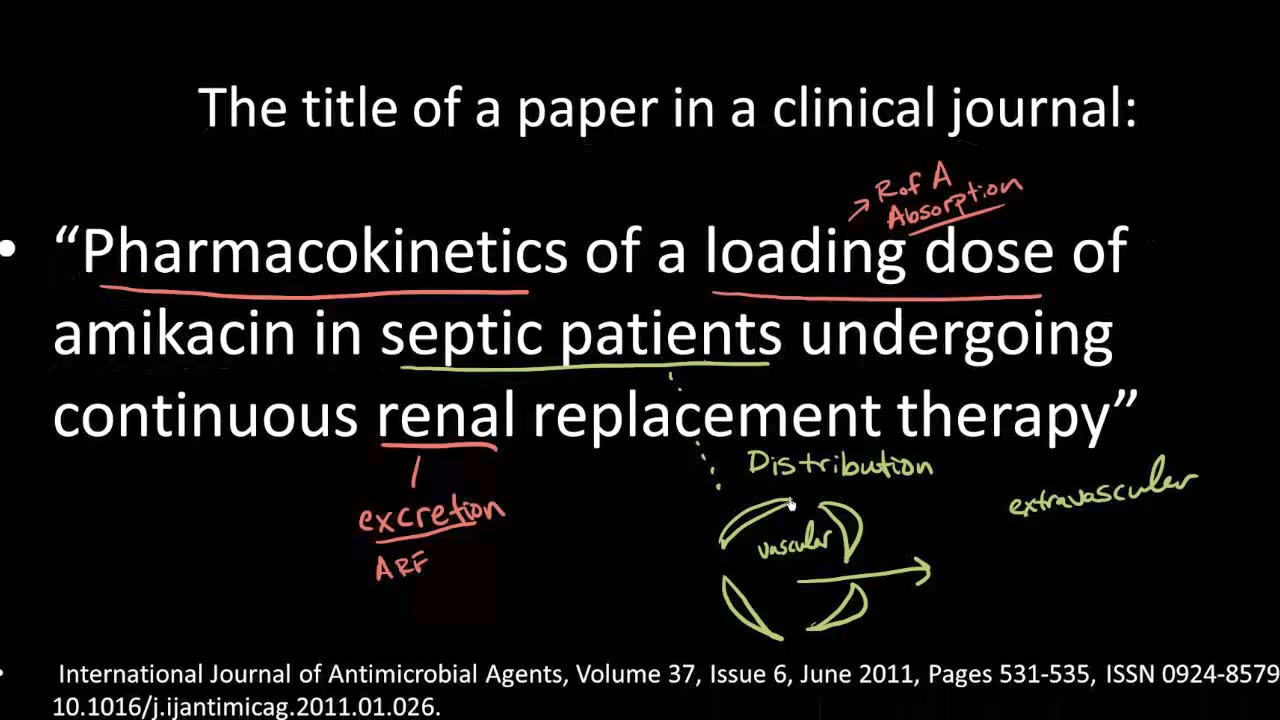 The title of a paper in a clinical journal:
→ R.of A
Absorption
• “Pharmacokinetics of a loading dose of
amikacin in septic patients undergoing
continuous renal replacement therapy”
Distribution
extravascular
excretion
vascular
ARF
• International Journal of Antimicrobial Agents, Volume 37, Issue 6, June 2011, Pages 531-535, ISSN 0924-8579
10.1016/j.ijantimicag.2011.01.026.